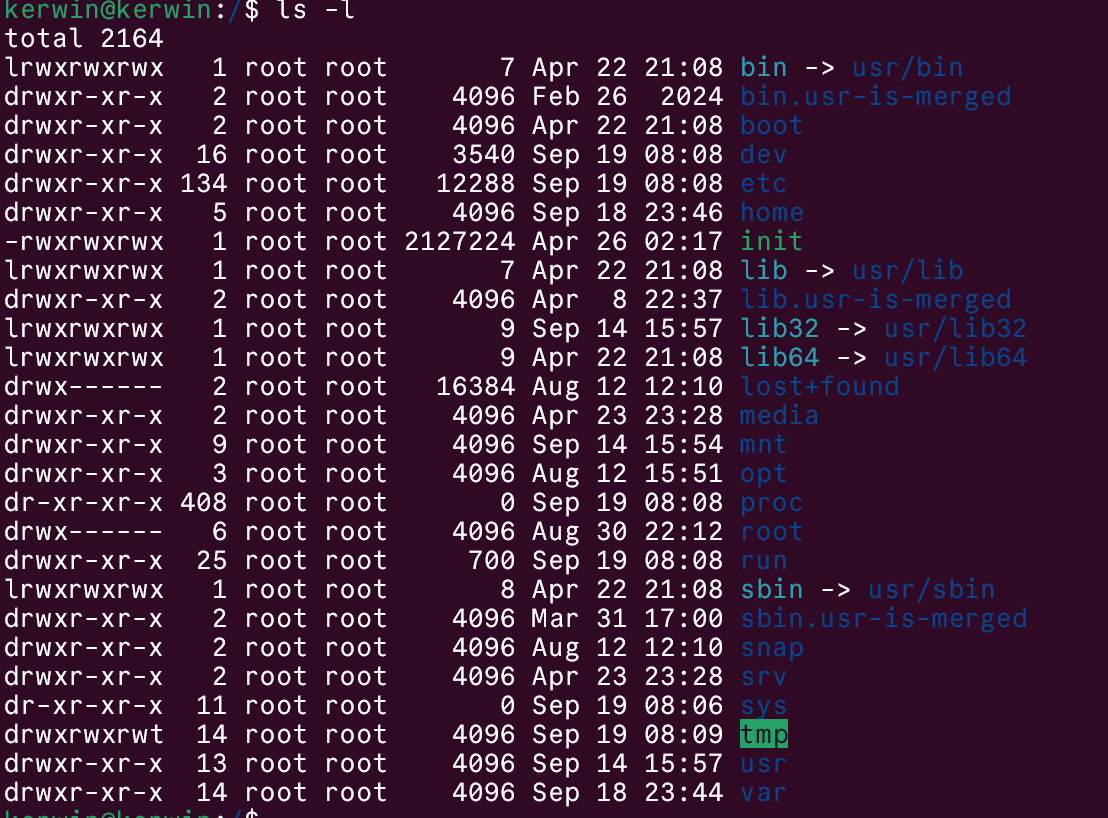 kerwin@kerwin:/$ ls -l
total 2164
lrwxrwxrwx   1 root root       7 Apr 22 21:08 bin -> usr/bin
drwxr-xr-x   2 root root    4096 Feb 26  2024 bin.usr-is-merged
drwxr-xr-x   2 root root    4096 Apr 22 21:08 boot
drwxr-xr-x  16 root root    3540 Sep 19 08:08 dev
drwxr-xr-x 134 root root   12288 Sep 19 08:08 etc
drwxr-xr-x   5 root root    4096 Sep 18 23:46 home
-rwxrwxrwx   1 root root 2127224 Apr 26 02:17 init
lrwxrwxrwx   1 root root       7 Apr 22 21:08 lib -> usr/lib
drwxr-xr-x   2 root root    4096 Apr  8 22:37 lib.usr-is-merged
lrwxrwxrwx   1 root root       9 Sep 14 15:57 lib32 -> usr/lib32
lrwxrwxrwx   1 root root       9 Apr 22 21:08 lib64 -> usr/lib64
drwx------   2 root root   16384 Aug 12 12:10 lost+found
drwxr-xr-x   2 root root    4096 Apr 23 23:28 media
drwxr-xr-x   9 root root    4096 Sep 14 15:54 mnt
drwxr-xr-x   3 root root    4096 Aug 12 15:51 opt
dr-xr-xr-x 408 root root       0 Sep 19 08:08 proc
drwx------   6 root root    4096 Aug 30 22:12 root
drwxr-xr-x  25 root root     700 Sep 19 08:08 run
lrwxrwxrwx   1 root root       8 Apr 22 21:08 sbin -> usr/sbin
drwxr-xr-x   2 root root    4096 Mar 31 17:00 sbin.usr-is-merged
drwxr-xr-x   2 root root    4096 Aug 12 12:10 snap
drwxr-xr-x   2 root root    4096 Apr 23 23:28 srv
dr-xr-xr-x  11 root root       0 Sep 19 08:06 sys
drwxrwxrwt  14 root root    4096 Sep 19 08:09 tmp
drwxr-xr-x  13 root root    4096 Sep 14 15:57 usr
drwxr-xr-x  14 root root    4096 Sep 18 23:44 var
kerwin@kerwin:/$